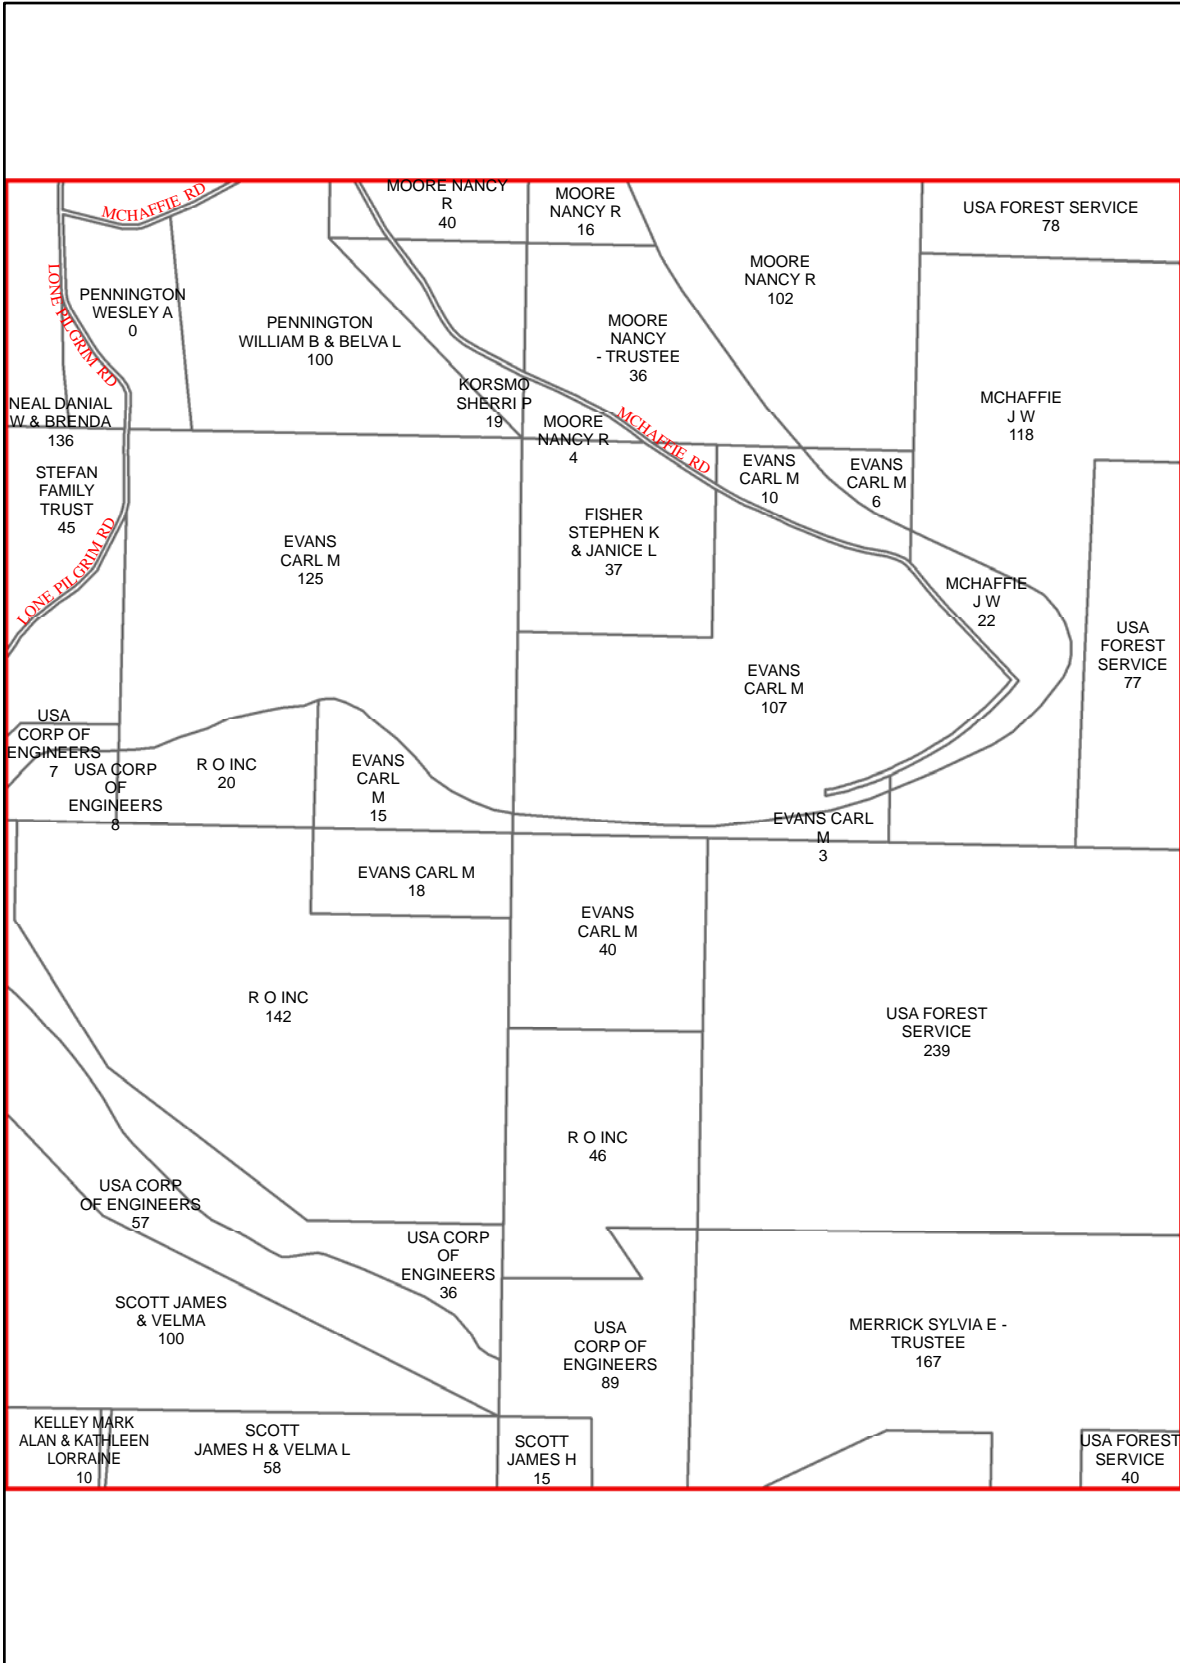 MOORE NANCY
R
40
MOORE
NANCY R
16
USA FOREST SERVICE
78
MCHAFFIE RD
MOORE
NANCY R
102
LONE PILGRIM RD
PENNINGTON
WESLEY A
0
PENNINGTON
WILLIAM B & BELVA L
100
MOORE
NANCY
- TRUSTEE
36
KORSMO
SHERRI P
19
MCHAFFIE
J W
118
NEAL DANIAL
W & BRENDA
136
MOORE
NANCY R
4
MCHAFFIE RD
EVANS
CARL M
10
EVANS
CARL M
6
STEFAN
FAMILY
TRUST
45
LONE PILGRIM RD
EVANS
CARL M
125
FISHER
STEPHEN K
& JANICE L
37
MCHAFFIE
J W
22
USA
FOREST
SERVICE
77
EVANS
CARL M
107
USA
CORP OF
ENGINEERS
7
USA CORP
OF
ENGINEERS
8
R O INC
20
EVANS
CARL
M
15
EVANS CARL
M
3
EVANS CARL M
18
EVANS
CARL M
40
R O INC
142
USA FOREST
SERVICE
239
R O INC
46
USA CORP
OF ENGINEERS
57
USA CORP
OF
ENGINEERS
36
SCOTT JAMES
& VELMA
100
USA
CORP OF
ENGINEERS
89
MERRICK SYLVIA E -
TRUSTEE
167
KELLEY MARK
ALAN & KATHLEEN
LORRAINE
10
SCOTT
JAMES H & VELMA L
58
SCOTT
JAMES H
15
USA FOREST
SERVICE
40